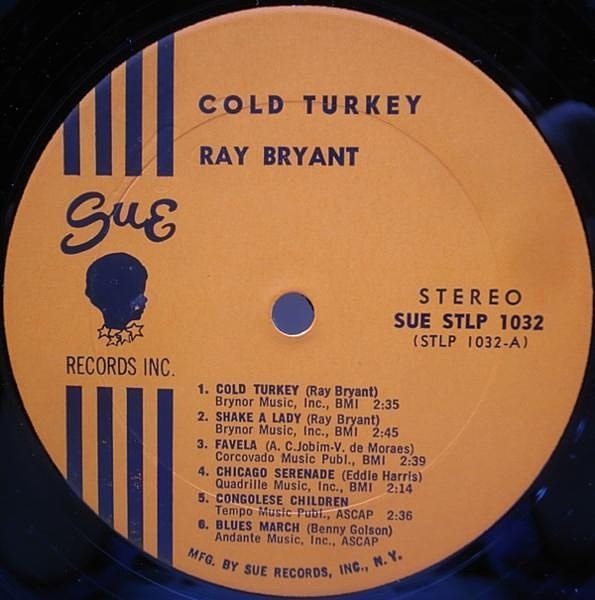 COLD TURKEY
RAY BRYANT
Sue
RECORDS INC.
STEREO
SUE STLP 1032
(STLP 1032-A)
1. COLD TURKEY (Ray Bryant)
Brynor Music, Inc., BMI 2:35
2. SHAKE A LADY (Ray Bryant)
Brynor Music, Inc., BMI 2:45
3. FAVELA (A. C. Jobim-V. de Moraes)
Corcovado Music Publ., BMI 2:39
4. CHICAGO SERENADE (Eddie Harris)
Quadrille Music, Inc., BMI 2:14
5. CONGOLESE CHILDREN
Tempo Music Publ., ASCAP 2:36
6. BLUES MARCH (Benny Golson)
Andante Music, Inc., ASCAP
MFG. BY SUE RECORDS, INC., N. Y.